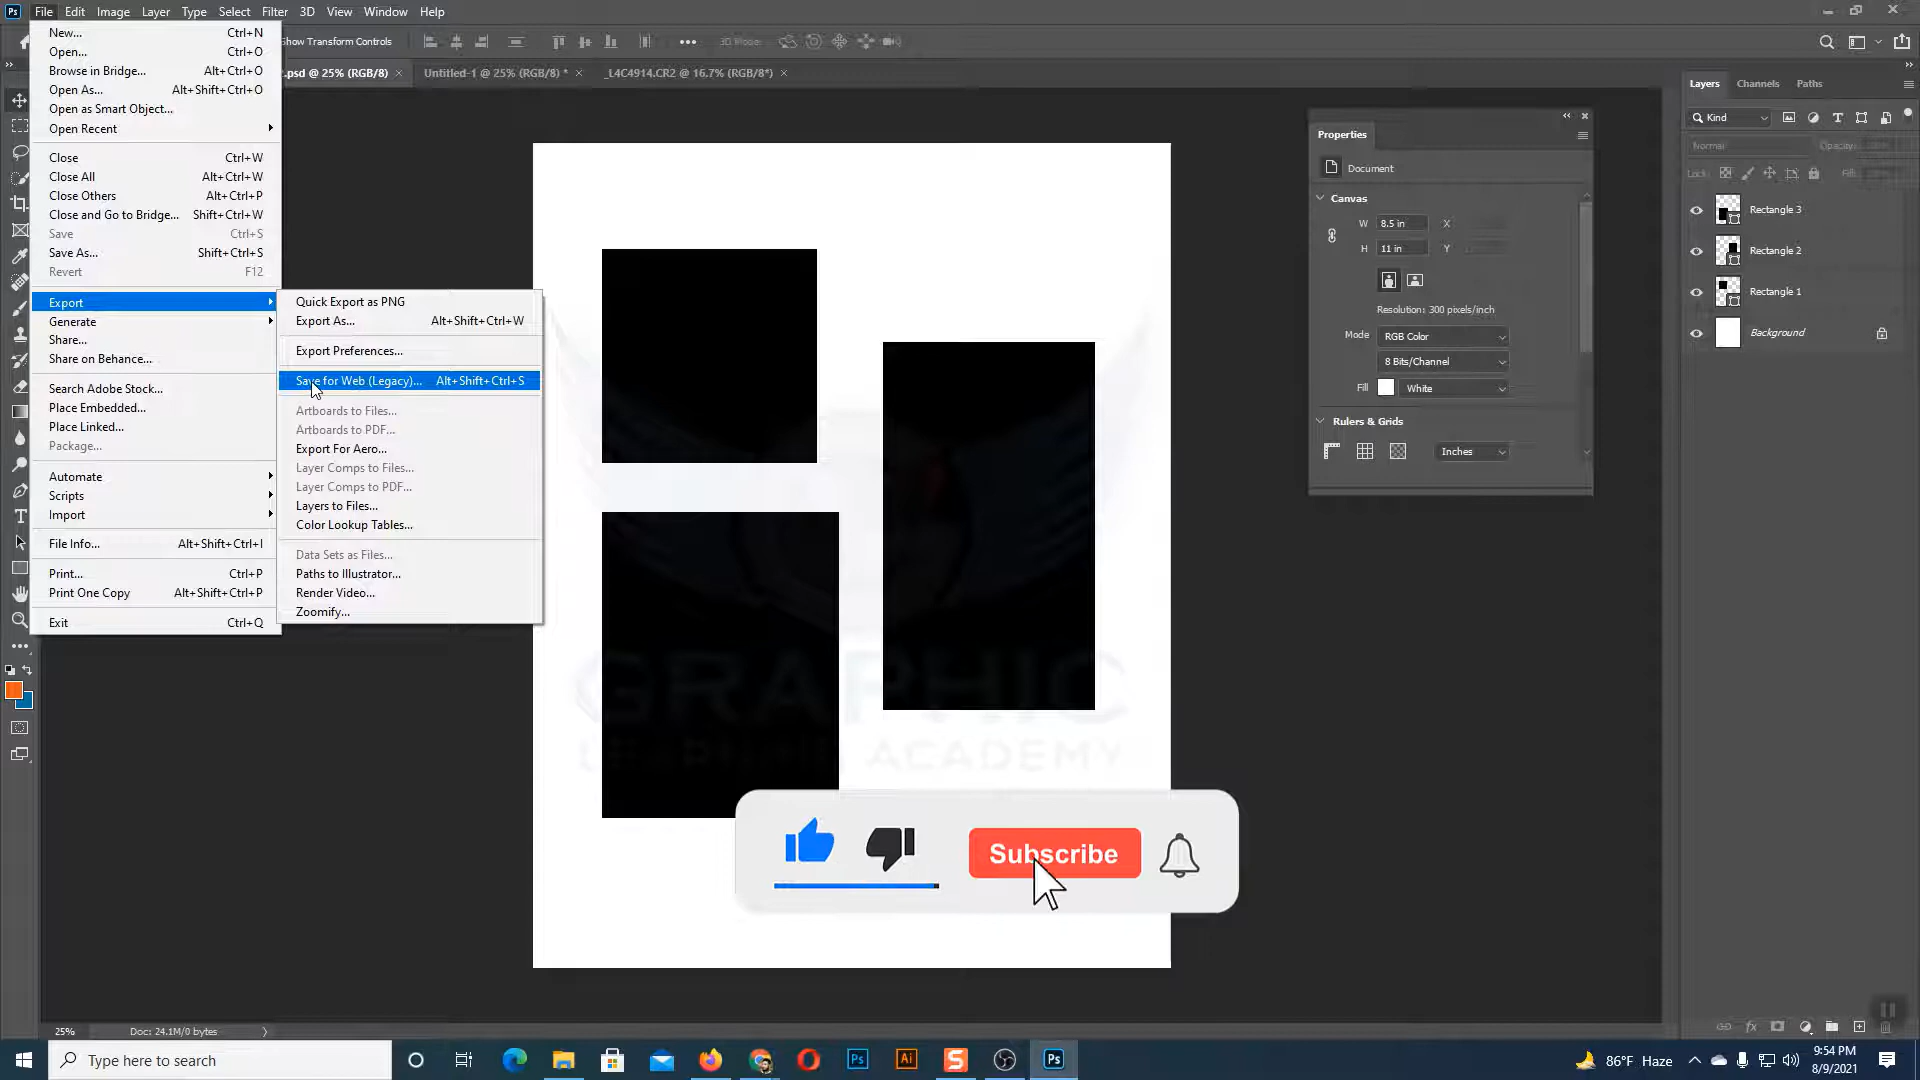 Ps File Edit Image Layer Type Select Filter 3D View Window Help
Show Transform Controls
3D Mode:
.psd @ 25% (RGB/8) × Untitled-1 @ 25% (RGB/8) * × _L4C4914.CR2 @ 16.7% (RGB/8*) ×
New... Ctrl+N
Open... Ctrl+O
Browse in Bridge... Alt+Ctrl+O
Open As... Alt+Shift+Ctrl+O
Open as Smart Object...
Open Recent
Close Ctrl+W
Close All Alt+Ctrl+W
Close Others Alt+Ctrl+P
Close and Go to Bridge... Shift+Ctrl+W
Save Ctrl+S
Save As... Shift+Ctrl+S
Revert F12
Export
Generate
Share...
Share on Behance...
Search Adobe Stock...
Place Embedded...
Place Linked...
Package...
Automate
Scripts
Import
File Info... Alt+Shift+Ctrl+I
Print... Ctrl+P
Print One Copy Alt+Shift+Ctrl+P
Exit Ctrl+Q
Quick Export as PNG
Export As... Alt+Shift+Ctrl+W
Export Preferences...
Save for Web (Legacy)... Alt+Shift+Ctrl+S
Artboards to Files...
Artboards to PDF...
Export For Aero...
Layer Comps to Files...
Layer Comps to PDF...
Layers to Files...
Color Lookup Tables...
Data Sets as Files...
Paths to Illustrator...
Render Video...
Zoomify...
GRAPHIC
ACADEMY
Subscribe
Properties
Document
Canvas
W 8.5 in X
H 11 in Y
Resolution: 300 pixels/inch
Mode RGB Color
8 Bits/Channel
Fill White
Rulers & Grids
Inches
Layers Channels Paths
Kind
Normal Opacity:
Lock: Fill:
Rectangle 3
Rectangle 2
Rectangle 1
Background
fx
25% Doc: 24.1M/0 bytes
Type here to search
Ps Ai S Ps
86°F Haze
9:54 PM
8/9/2021